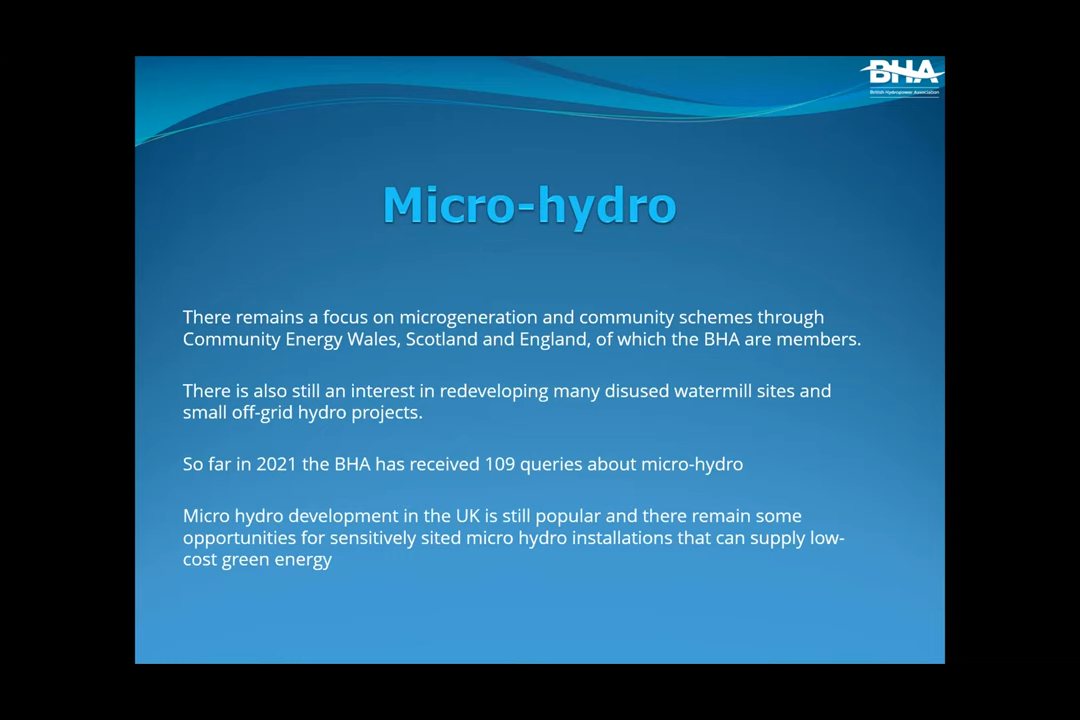 BHA
British Hydropower Association
Micro-hydro
There remains a focus on microgeneration and community schemes through
Community Energy Wales, Scotland and England, of which the BHA are members.
There is also still an interest in redeveloping many disused watermill sites and
small off-grid hydro projects.
So far in 2021 the BHA has received 109 queries about micro-hydro
Micro hydro development in the UK is still popular and there remain some
opportunities for sensitively sited micro hydro installations that can supply low-
cost green energy